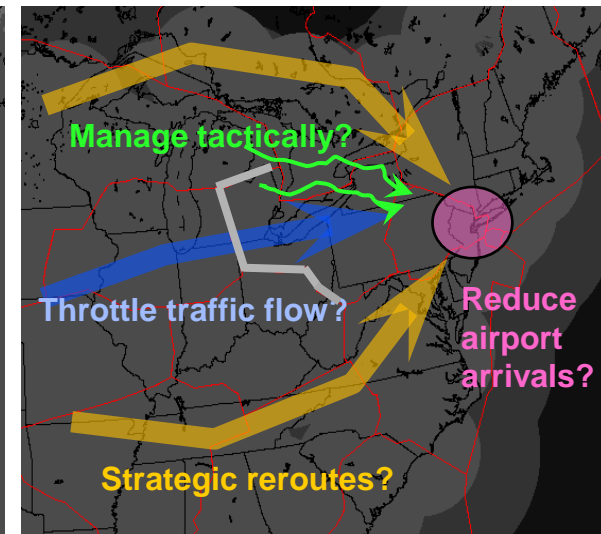 Manage tactically?
Throttle traffic flow?
Reduce
airport
arrivals?
Strategic reroutes?